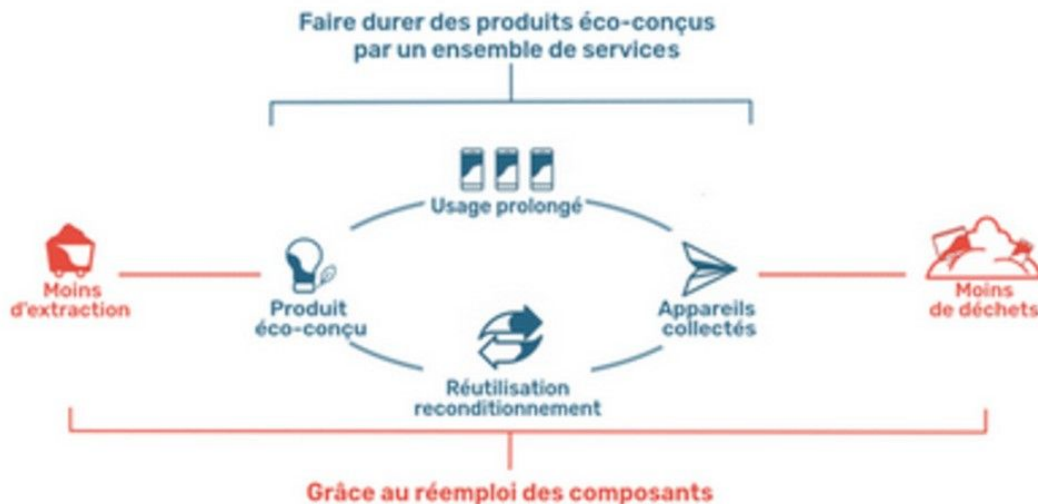 Faire durer des produits éco-conçus
par un ensemble de services
Usage prolongé
Moins
d'extraction
Produit
éco-conçu
Appareils
collectés
Moins
de déchets
Réutilisation
reconditionnement
Grâce au réemploi des composants